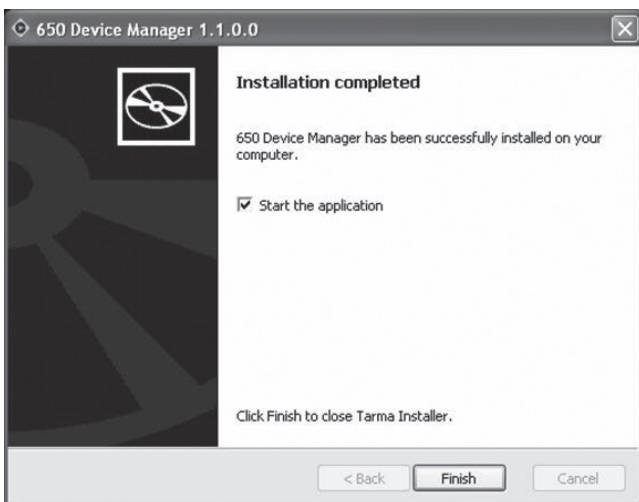 650 Device Manager 1.1.0.0
Installation completed
650 Device Manager has been successfully installed on your
computer.
Start the application
Click Finish to close Tarma Installer.
< Back
Finish
Cancel